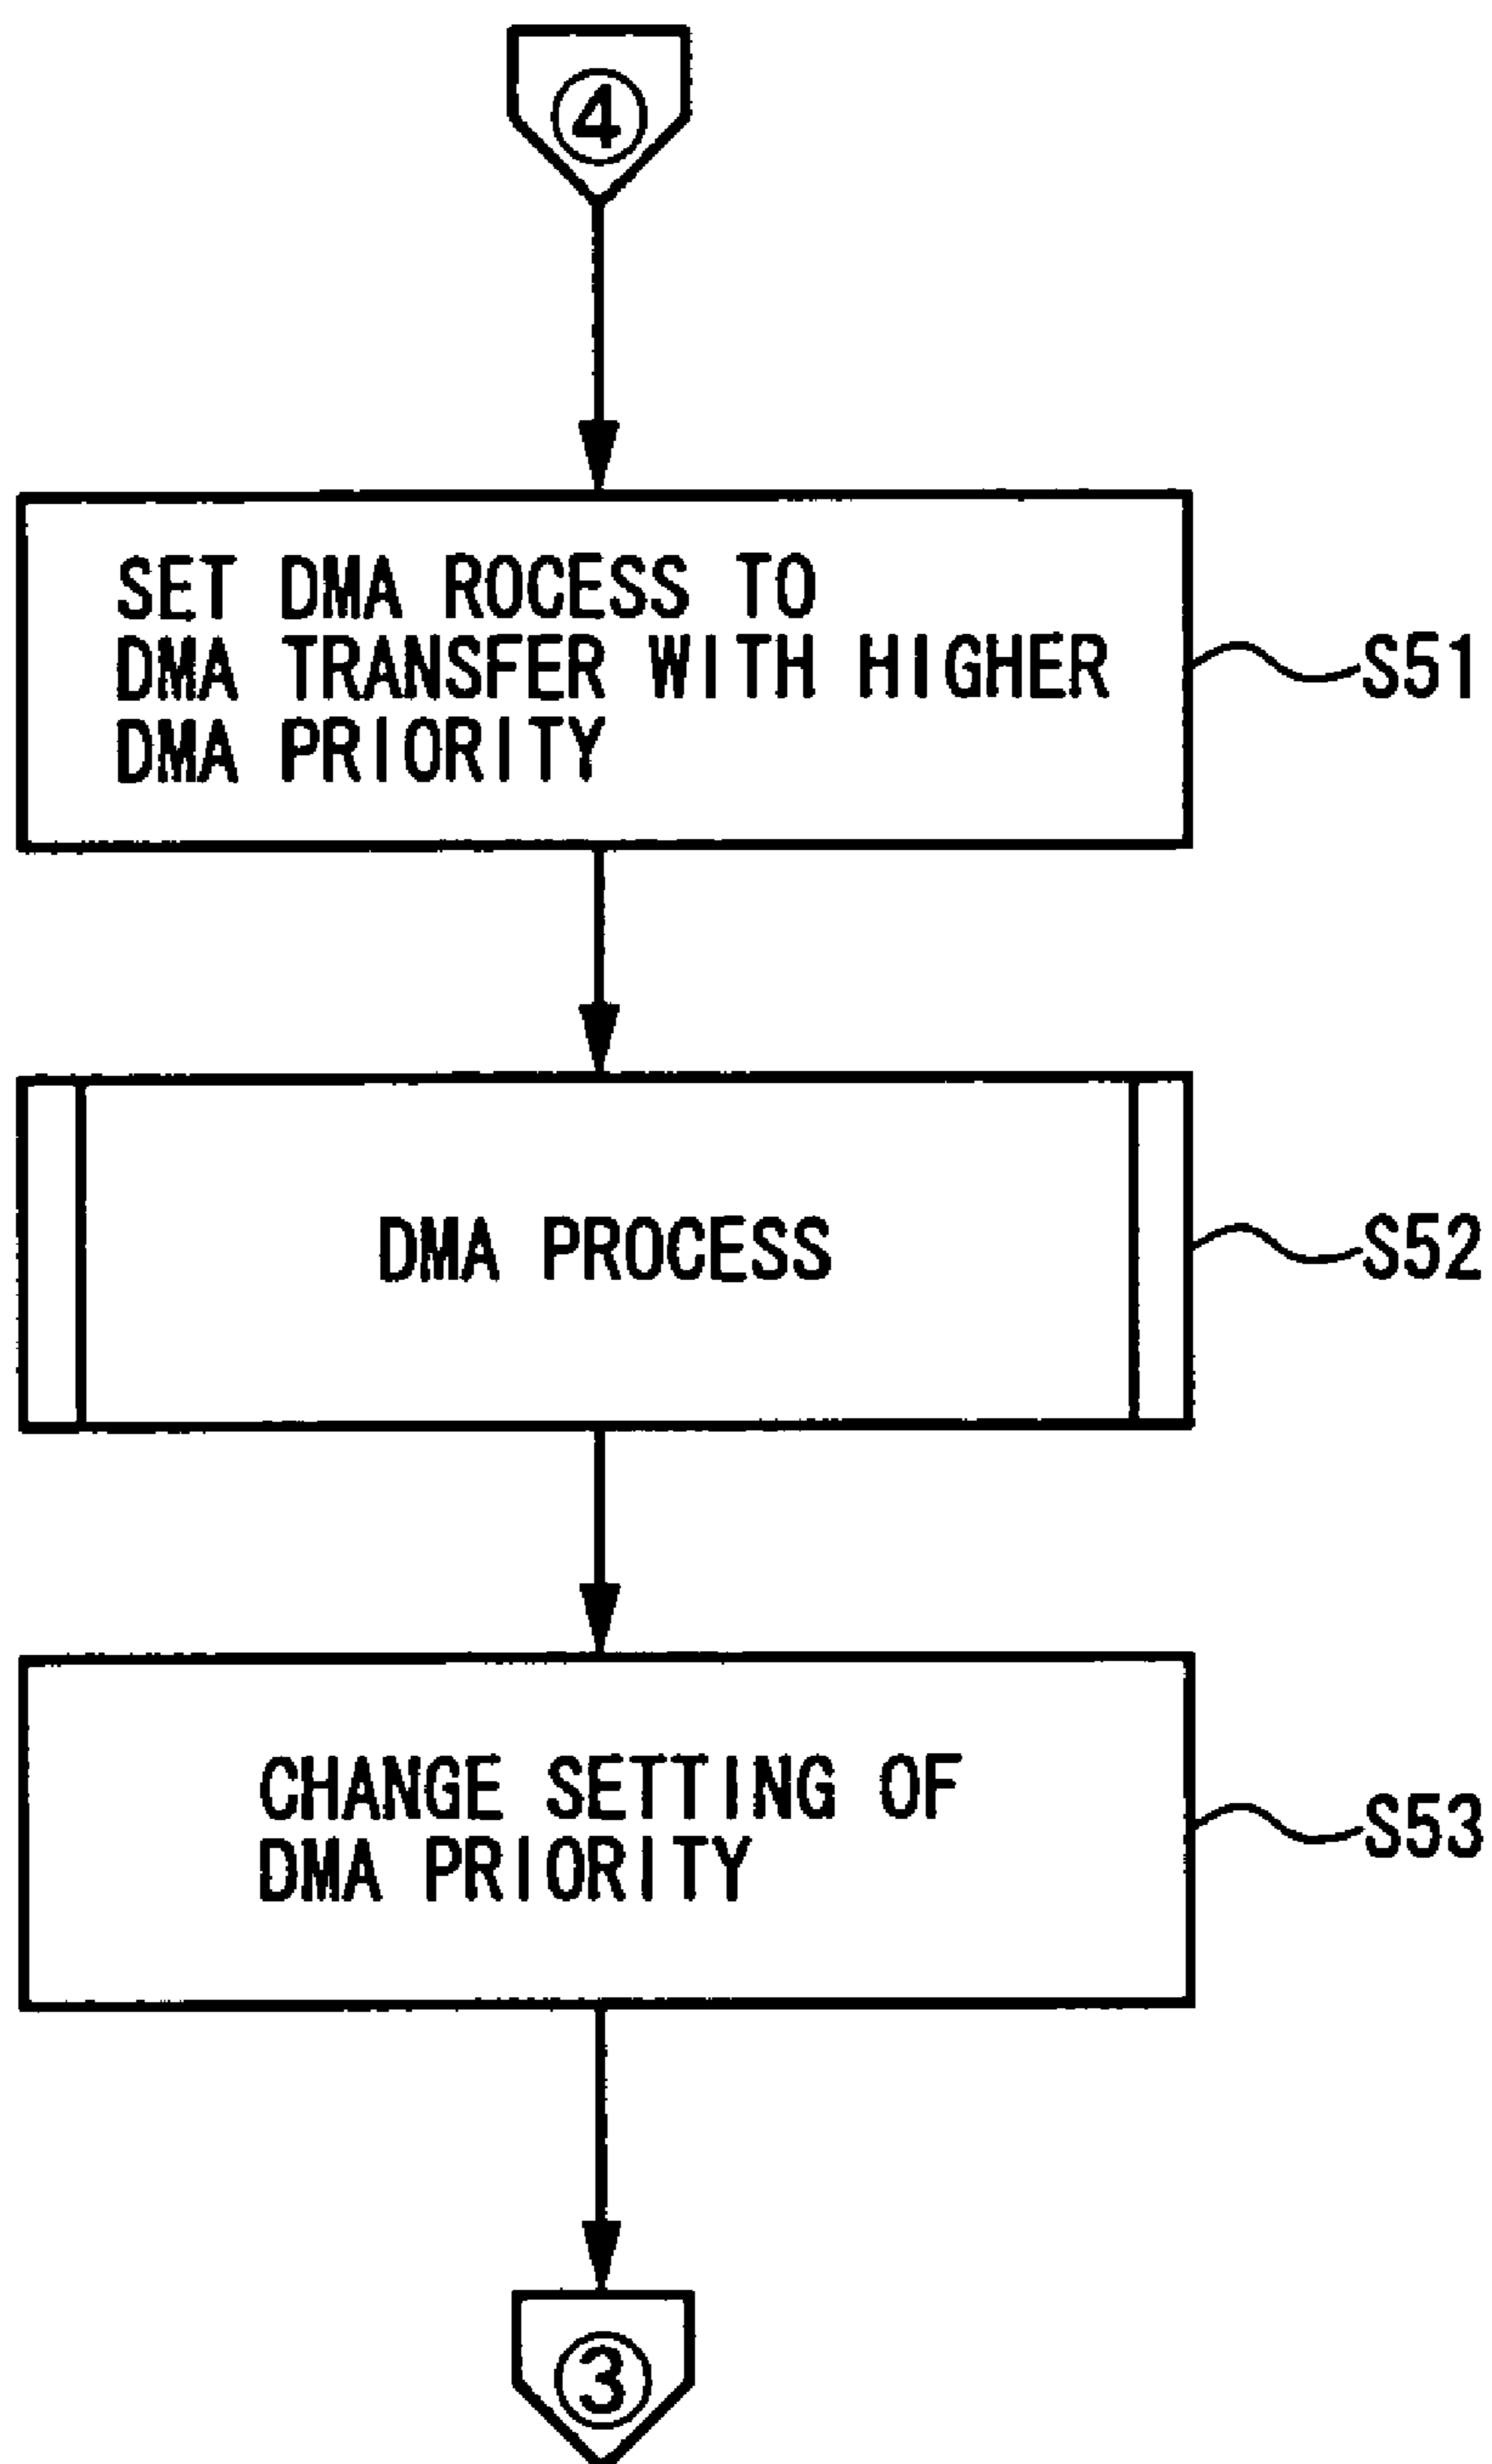 ④
SET DMA ROCESS TO
DMA TRANSFER WITH HIGHER
DMA PRIORITY
S51
DMA PROCESS
S52
CHANGE SETTING OF
DMA PRIORITY
S53
③